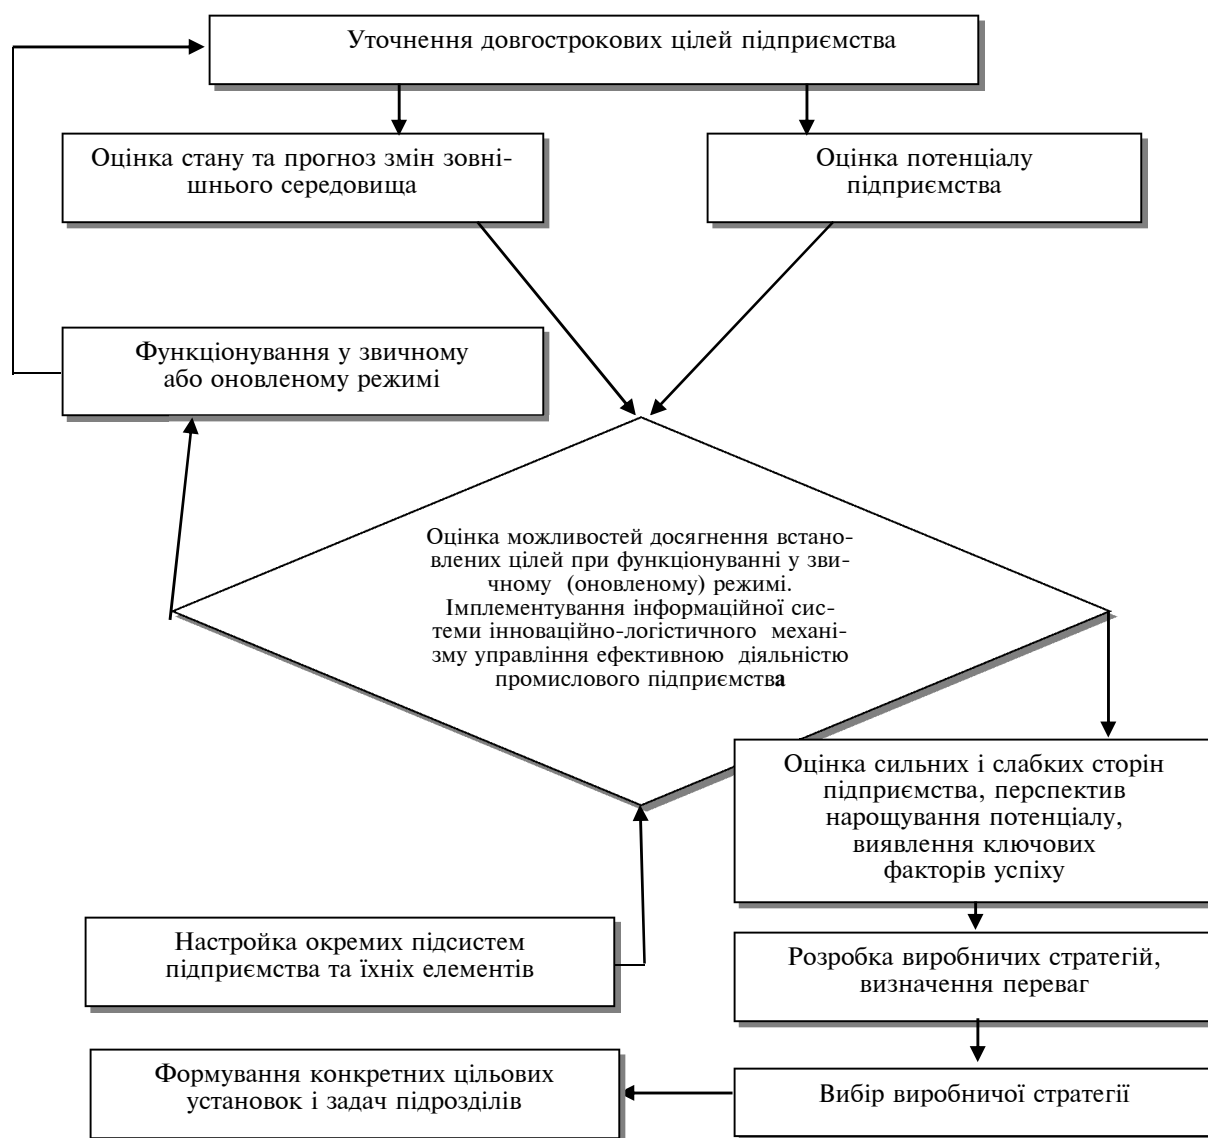 Уточнення довгострокових цілей підприємства
Оцінка стану та прогноз змін зовні-
шнього середовища
Оцінка потенціалу
підприємства
Функціонування у звичному
або оновленому режимі
Оцінка можливостей досягнення встано-
влених цілей при функціонуванні у зви-
чному (оновленому) режимі.
Імплементування інформаційної сис-
теми інноваційно-логістичного механі-
зму управління ефективною діяльністю
промислового підприємства
Оцінка сильних і слабких сторін
підприємства, перспектив
нарощування потенціалу,
виявлення ключових
факторів успіху
Настройка окремих підсистем
підприємства та їхніх елементів
Розробка виробничих стратегій,
визначення переваг
Формування конкретних цільових
установок і задач підрозділів
Вибір виробничої стратегії